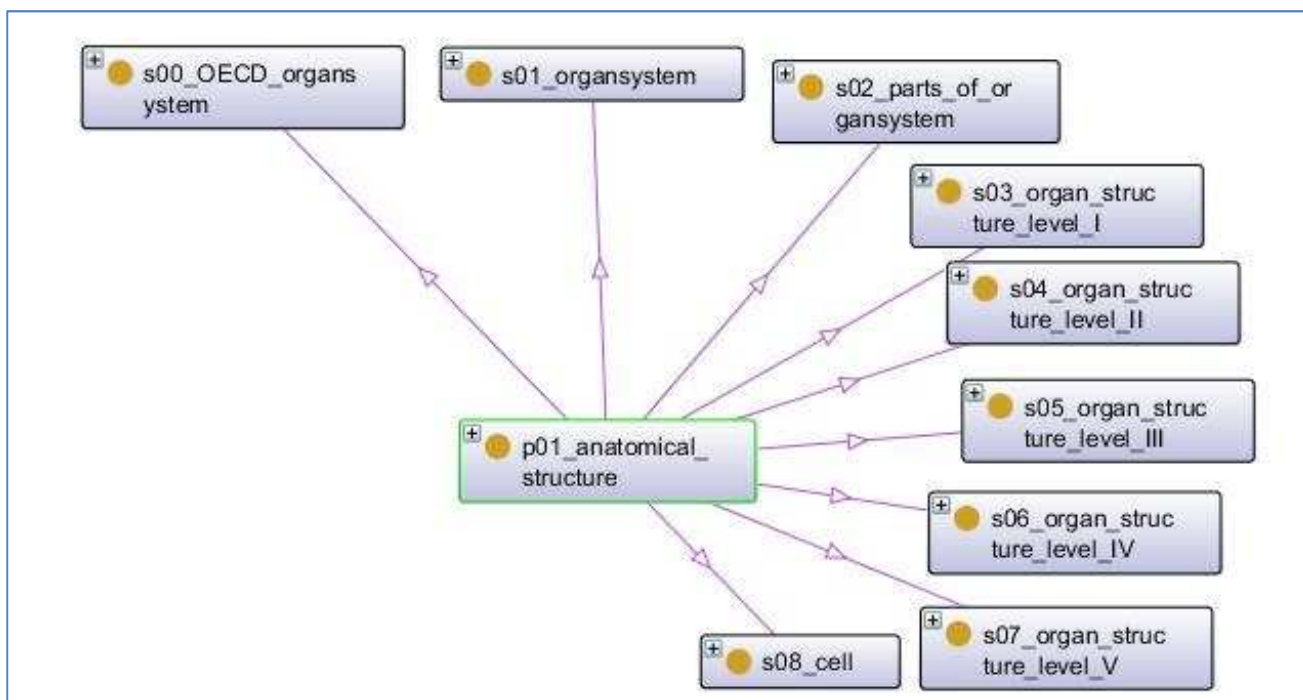 s00_OECD_organs
ystem
s01_organsystem
s02_parts_of_or
gansystem
s03_organ_struc
ture_level_I
s04_organ_struc
ture_level_II
s05_organ_struc
ture_level_III
p01_anatomical_
structure
s06_organ_struc
ture_level_IV
s07_organ_struc
ture_level_V
s08_cell